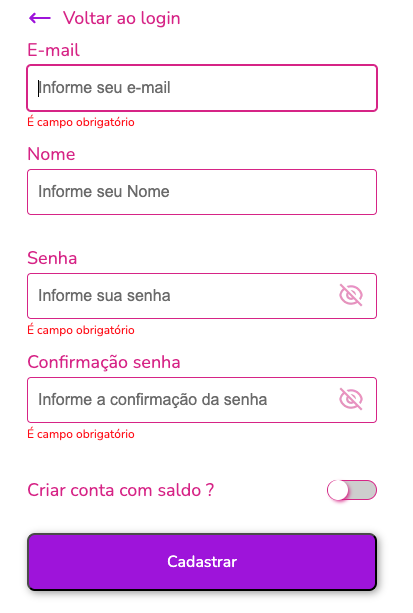 Voltar ao login
E-mail
Informe seu e-mail
É campo obrigatório
Nome
Informe seu Nome
Senha
Informe sua senha
É campo obrigatório
Confirmação senha
Informe a confirmação da senha
É campo obrigatório
Criar conta com saldo ?
Cadastrar